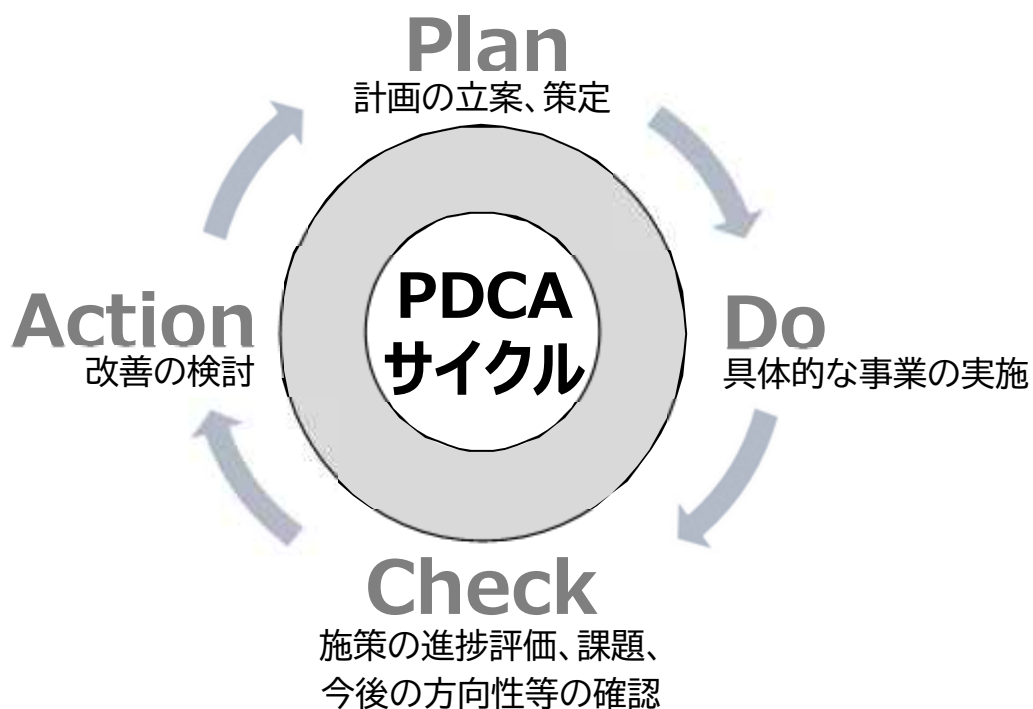 Plan
計画の立案、策定
PDCA
サイクル
Action
改善の検討
Do
具体的な事業の実施
Check
施策の進捗評価、課題、
今後の方向性等の確認